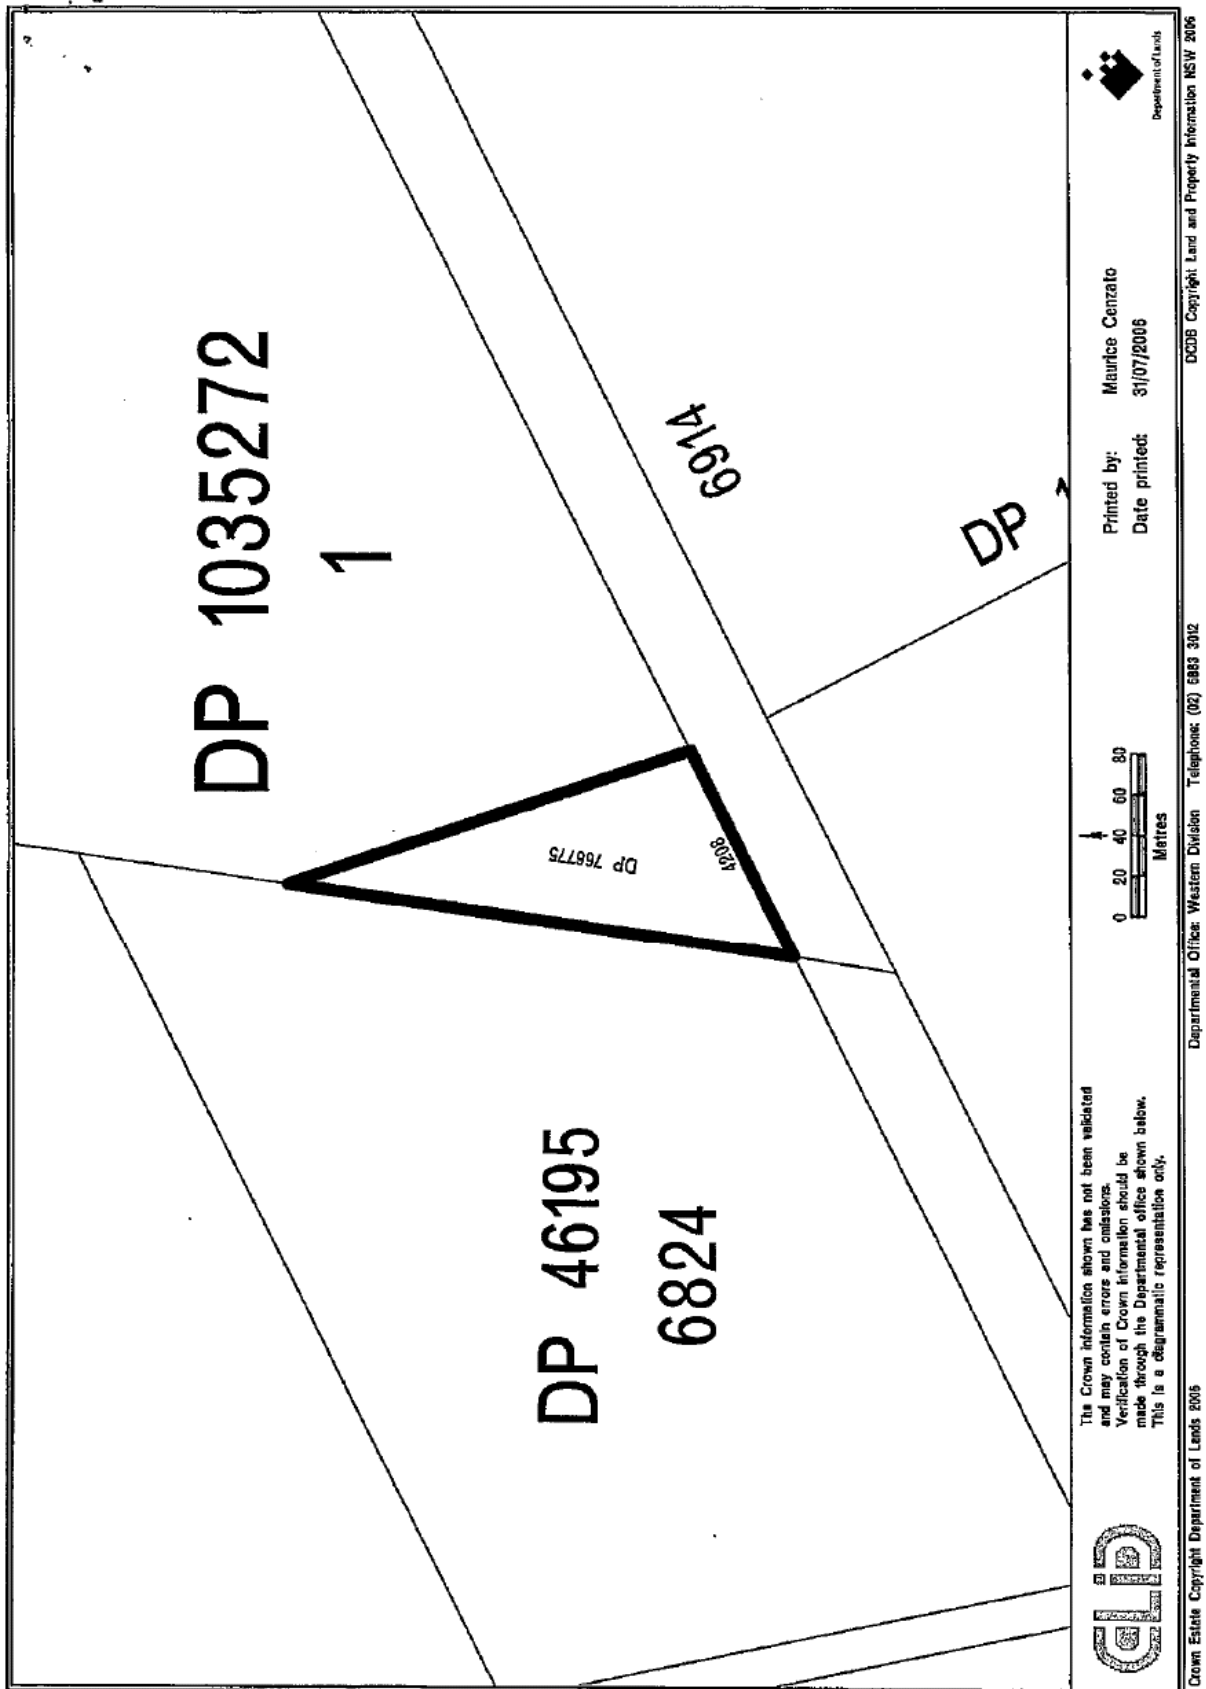 DP 1035272
1
DP 768775
4208
6914
DP
DP 46195
6824
CLiD
The Crown information shown has not been validated
and may contain errors and omissions.
Verification of Crown information should be
made through the Departmental office shown below.
This is a diagrammatic representation only.
0 20 40 60 80
Metres
Printed by: Maurice Cenzato
Date printed: 31/07/2006
Department of Lands
Crown Estate Copyright Department of Lands 2006
Departmental Office: Western Division Telephone: (02) 6883 3012
DCDB Copyright Land and Property Information NSW 2006